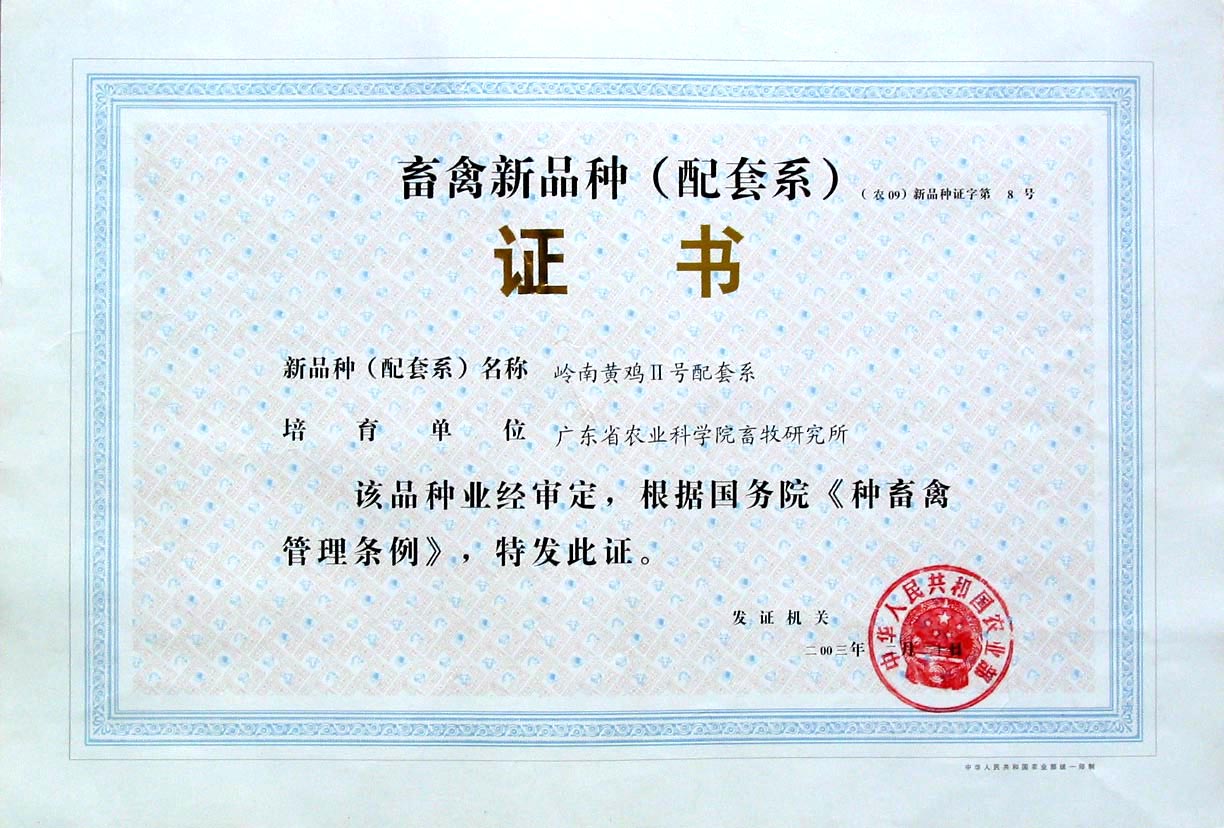 畜禽新品种（配套系）（农09）新品种证字第 8 号
证 书
新品种（配套系）名称 岭南黄鸡Ⅱ号配套系
培育单位 广东省农业科学院畜牧研究所
该品种业经审定，根据国务院《种畜禽
管理条例》，特发此证。
中华人民共和国农业部
发证机关
二00三年 月 十日
中华人民共和国农业部统一印制